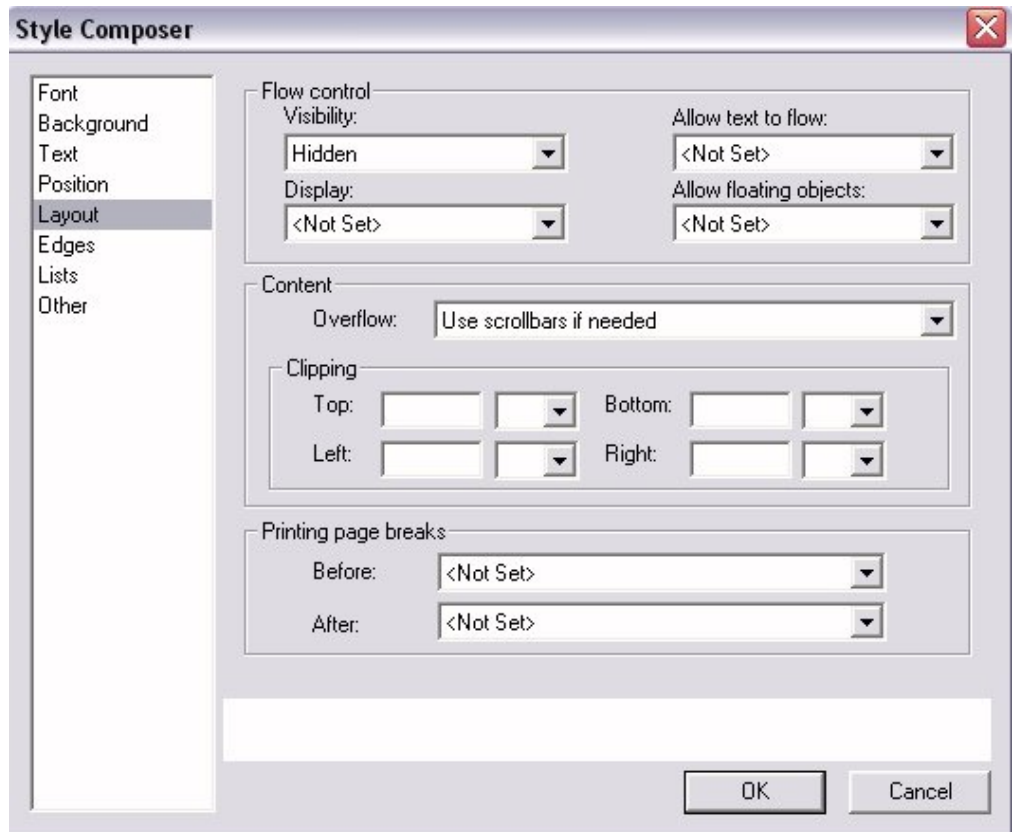 Style Composer
Font
Background
Text
Position
Layout
Edges
Lists
Other
Flow control
Visibility:
Allow text to flow:
Hidden
<Not Set>
Display:
Allow floating objects:
<Not Set>
<Not Set>
Content
Overflow:
Use scrollbars if needed
Clipping
Top:
Bottom:
Left:
Right:
Printing page breaks
Before:
<Not Set>
After:
<Not Set>
OK
Cancel